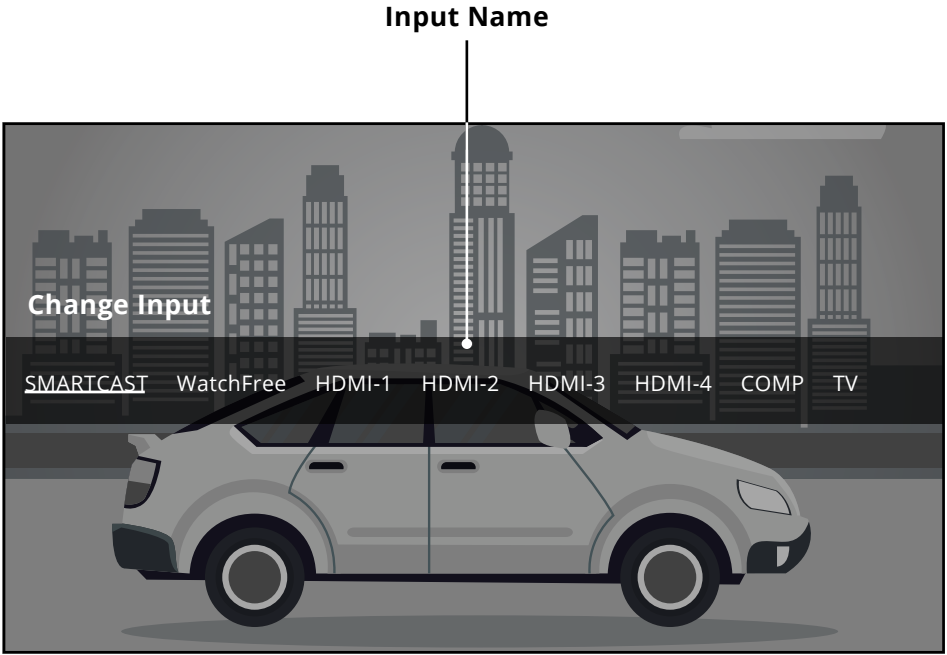 Input Name
Change Input
SMARTCAST WatchFree HDMI-1 HDMI-2 HDMI-3 HDMI-4 COMP TV